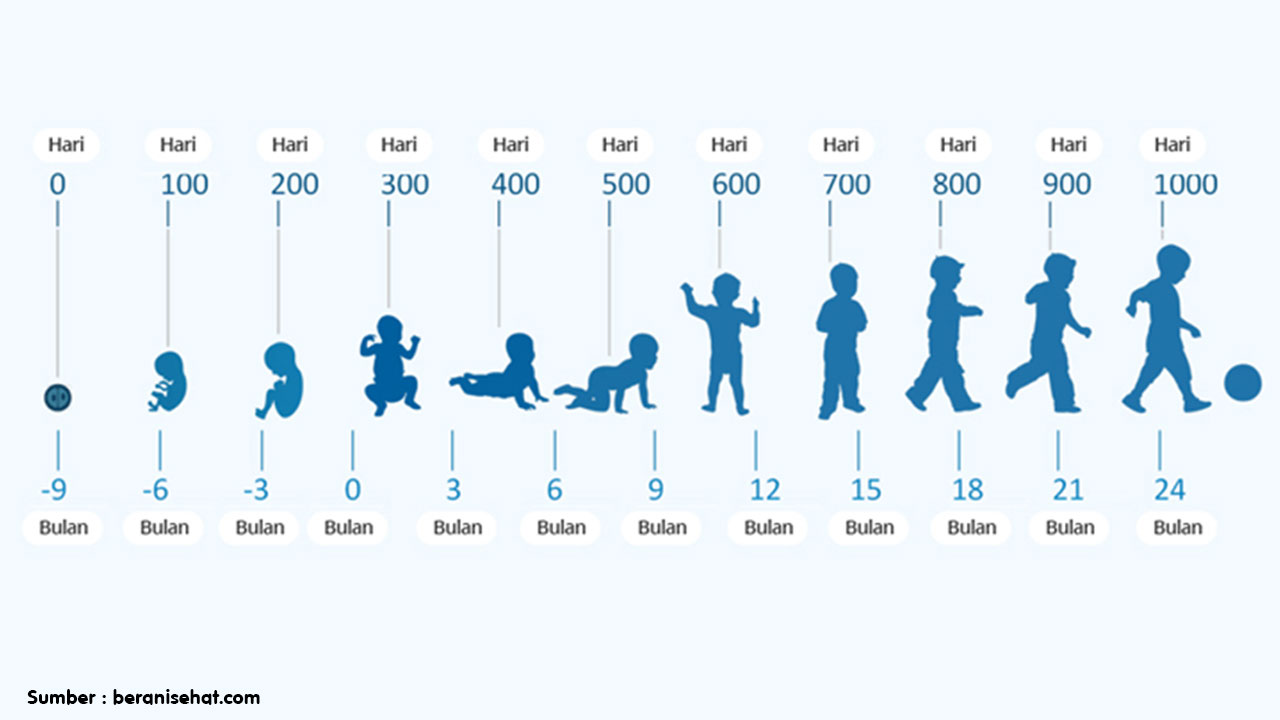 Hari Hari Hari Hari Hari Hari Hari Hari Hari Hari Hari
0 100 200 300 400 500 600 700 800 900 1000
-9 -6 -3 0 3 6 9 12 15 18 21 24
Bulan Bulan Bulan Bulan Bulan Bulan Bulan Bulan Bulan Bulan Bulan Bulan
Sumber : beranisehat.com